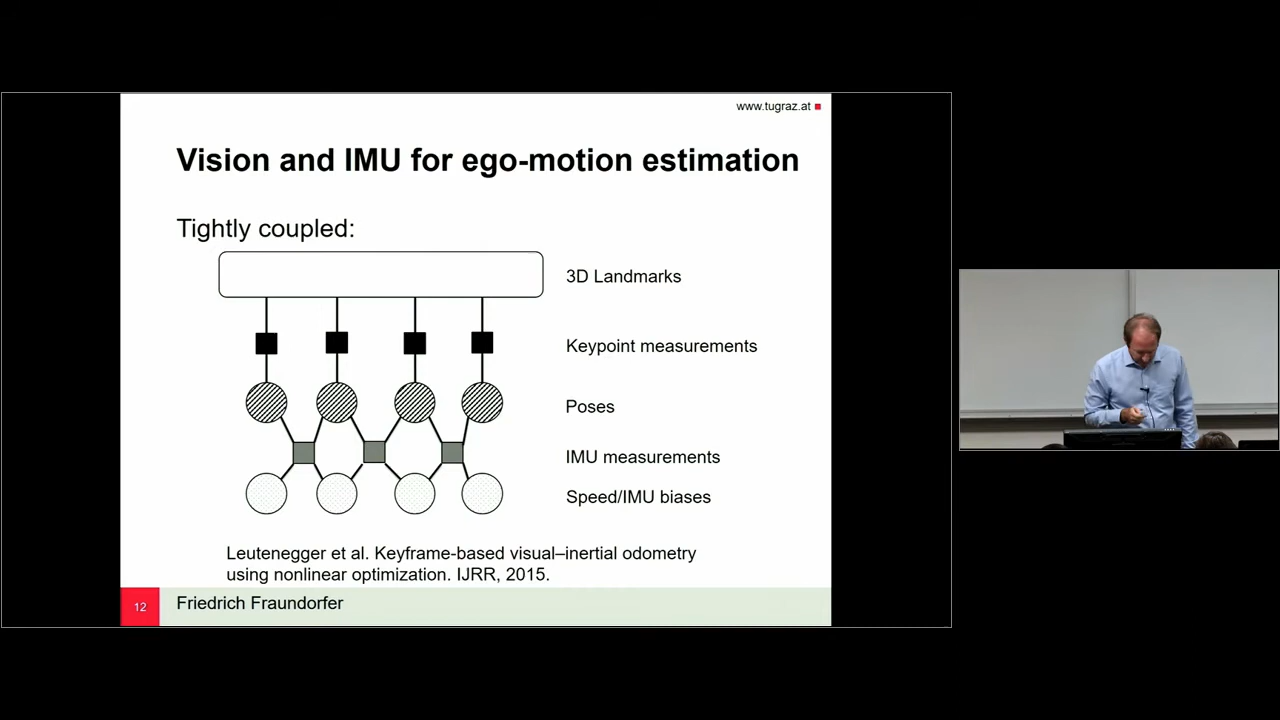 www.tugraz.at
Vision and IMU for ego-motion estimation
Tightly coupled:
3D Landmarks
Keypoint measurements
Poses
IMU measurements
Speed/IMU biases
Leutenegger et al. Keyframe-based visual–inertial odometry
using nonlinear optimization. IJRR, 2015.
12
Friedrich Fraundorfer